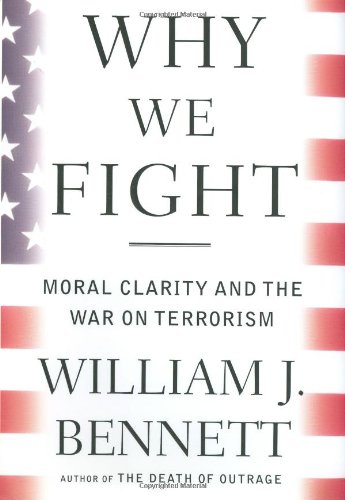 WHY
WE
FIGHT
MORAL CLARITY AND THE
WAR ON TERRORISM
WILLIAM J.
BENNETT
AUTHOR OF THE DEATH OF OUTRAGE